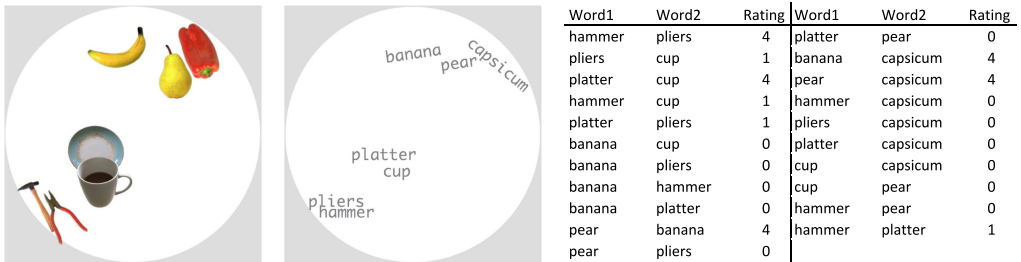 banana
capsicum
pear
platter
cup
pliers
hammer
Word1 Word2 Rating Word1 Word2 Rating
hammer pliers 4 platter pear 0
pliers cup 1 banana capsicum 4
platter cup 4 pear capsicum 4
hammer cup 1 hammer capsicum 0
platter pliers 1 pliers capsicum 0
banana cup 0 platter capsicum 0
banana pliers 0 cup capsicum 0
banana hammer 0 cup pear 0
banana platter 0 hammer pear 0
pear banana 4 hammer platter 1
pear pliers 0